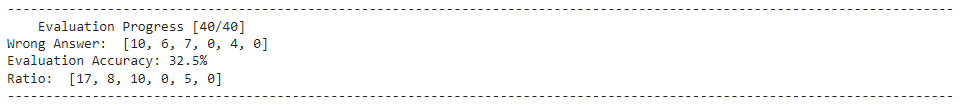 --------------------------------------------------------------------------------------------------------------------------------
Evaluation Progress [40/40]
Wrong Answer:  [10, 6, 7, 0, 4, 0]
Evaluation Accuracy: 32.5%
Ratio:  [17, 8, 10, 0, 5, 0]
--------------------------------------------------------------------------------------------------------------------------------